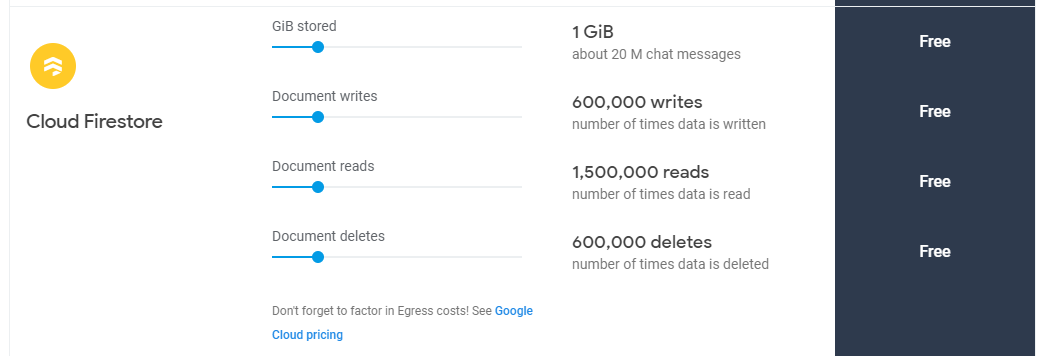 GiB stored
1 GiB
Free
about 20 M chat messages
Cloud Firestore
Document writes
600,000 writes
Free
number of times data is written
Document reads
1,500,000 reads
Free
number of times data is read
Document deletes
600,000 deletes
Free
number of times data is deleted
Don't forget to factor in Egress costs! See Google
Cloud pricing